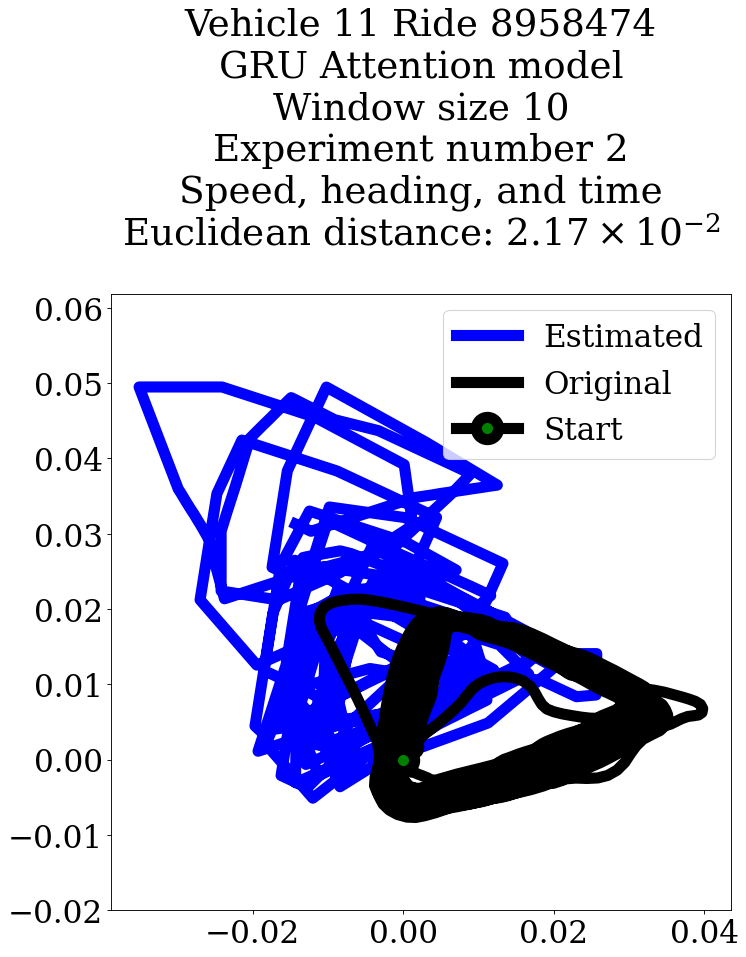 Vehicle 11 Ride 8958474
GRU Attention model
Window size 10
Experiment number 2
Speed, heading, and time
Euclidean distance: 2.17 × 10⁻²
0.06
0.05
0.04
0.03
0.02
0.01
0.00
−0.01
−0.02
Estimated
Original
Start
−0.02 0.00 0.02 0.04